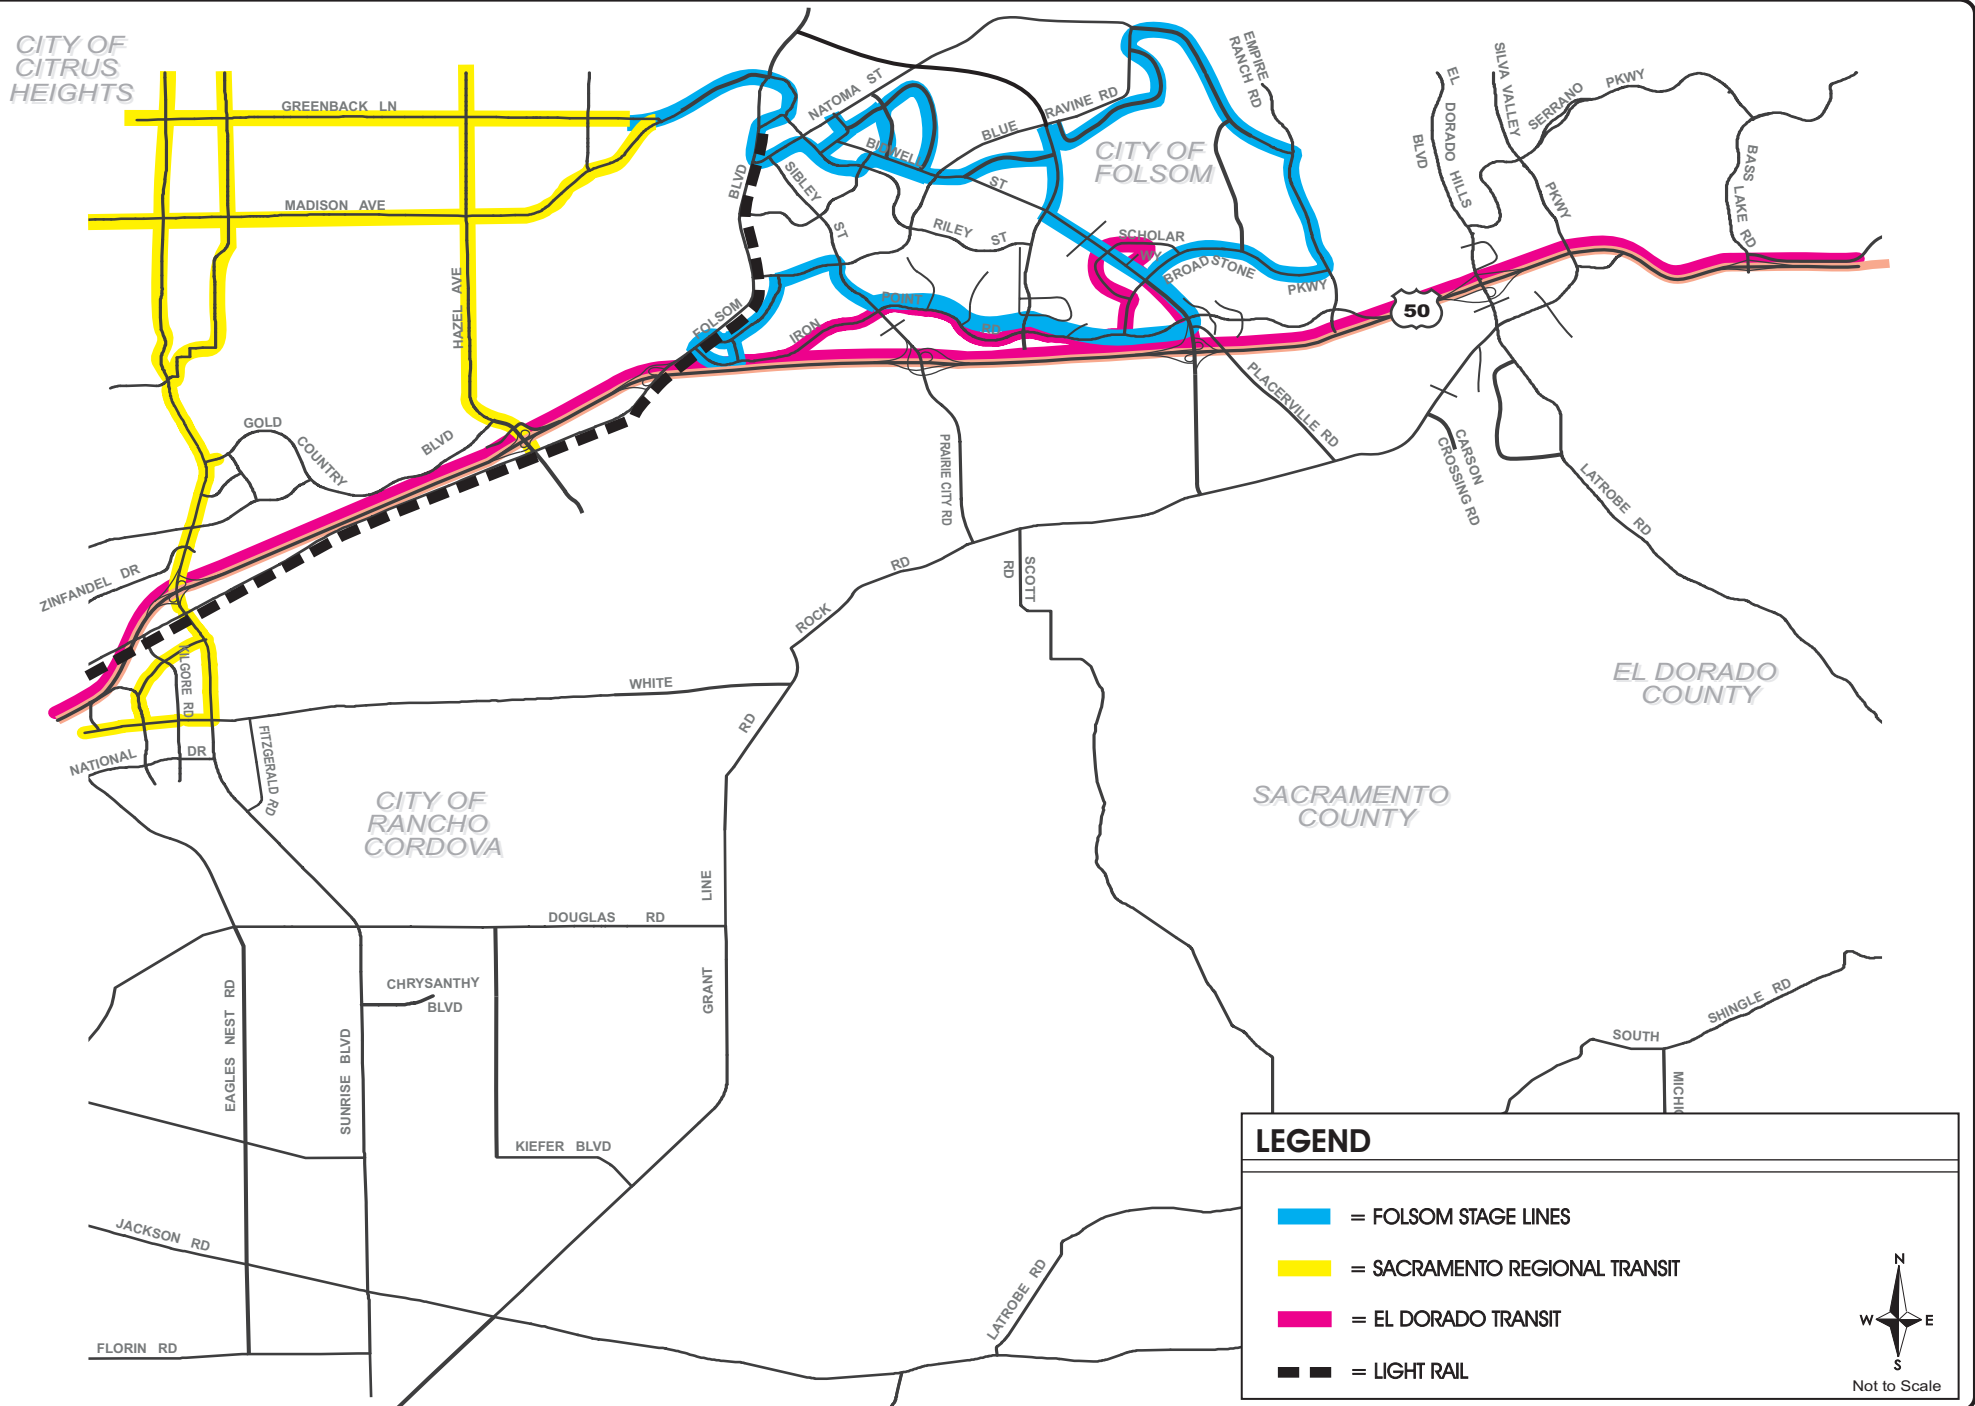 CITY OF
CITRUS
HEIGHTS
GREENBACK LN
MADISON AVE
HAZEL AVE
NATOMA ST
BLUE
RAVINE RD
EMPIRE
RANCH RD
BIDWELL
ST
CITY OF
FOLSOM
BLVD
SIBLEY
ST
RILEY ST
SCHOLAR
WY
BROADSTONE
PKWY
FOLSOM
IRON
POINT
RD
EL
DORADO
HILLS
BLVD
SILVA VALLEY
PKWY
SERRANO
PKWY
BASS
LAKE RD
50
GOLD
COUNTRY
BLVD
ZINFANDEL DR
KILGORE RD
NATIONAL
DR
FITZGERALD RD
PRAIRIE CITY RD
PLACERVILLE RD
CARSON
CROSSING RD
LATROBE RD
ROCK
RD
SCOTT
RD
WHITE
RD
EL DORADO
COUNTY
SACRAMENTO
COUNTY
CITY OF
RANCHO
CORDOVA
LINE
GRANT
DOUGLAS RD
CHRYSANTHY
BLVD
EAGLES NEST RD
SUNRISE BLVD
KIEFER BLVD
JACKSON RD
FLORIN RD
LATROBE RD
SOUTH
SHINGLE RD
MICHI
LEGEND
= FOLSOM STAGE LINES
= SACRAMENTO REGIONAL TRANSIT
= EL DORADO TRANSIT
= LIGHT RAIL
N
W E
S
Not to Scale